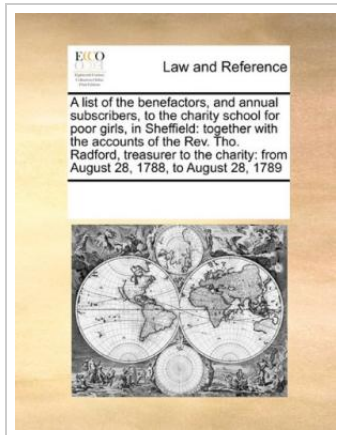 ECCO
Law and Reference
A list of the benefactors, and annual
subscribers, to the charity school for
poor girls, in Sheffield: together with
the accounts of the Rev. Tho.
Radford, treasurer to the charity: from
August 28, 1788, to August 28, 1789